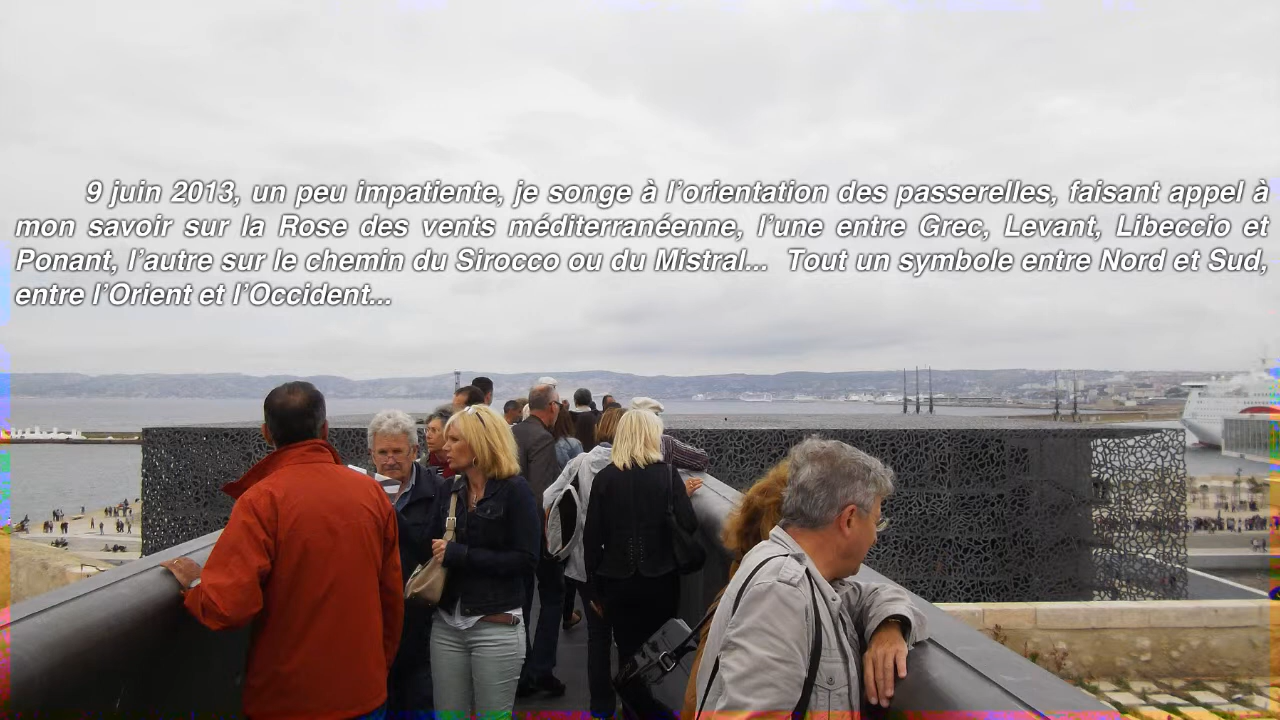 9 juin 2013, un peu impatiente, je songe à l'orientation des passerelles, faisant appel à
mon savoir sur la Rose des vents méditerranéenne, l'une entre Grec, Levant, Libeccio et
Ponant, l'autre sur le chemin du Sirocco ou du Mistral... Tout un symbole entre Nord et Sud,
entre l'Orient et l'Occident...